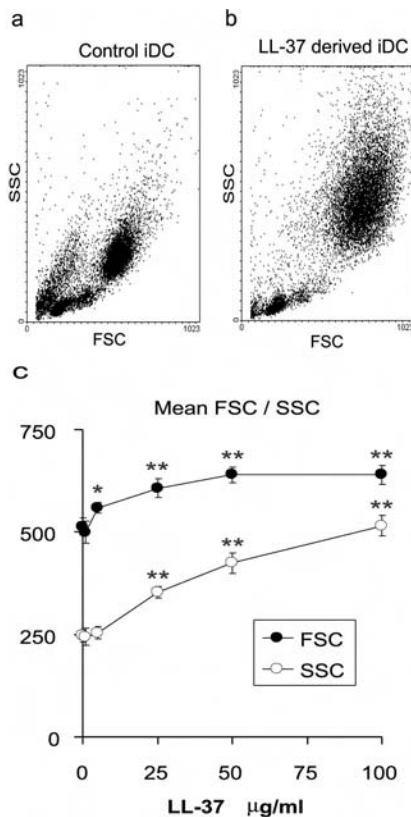 a
b
Control iDC
LL-37 derived iDC
1023
SSC
0
0
FSC
1023
1023
SSC
0
0
FSC
1023
c
Mean FSC / SSC
750
500
250
0
*
**
**
**
**
**
**
FSC
SSC
0 25 50 75 100
LL-37 μg/ml